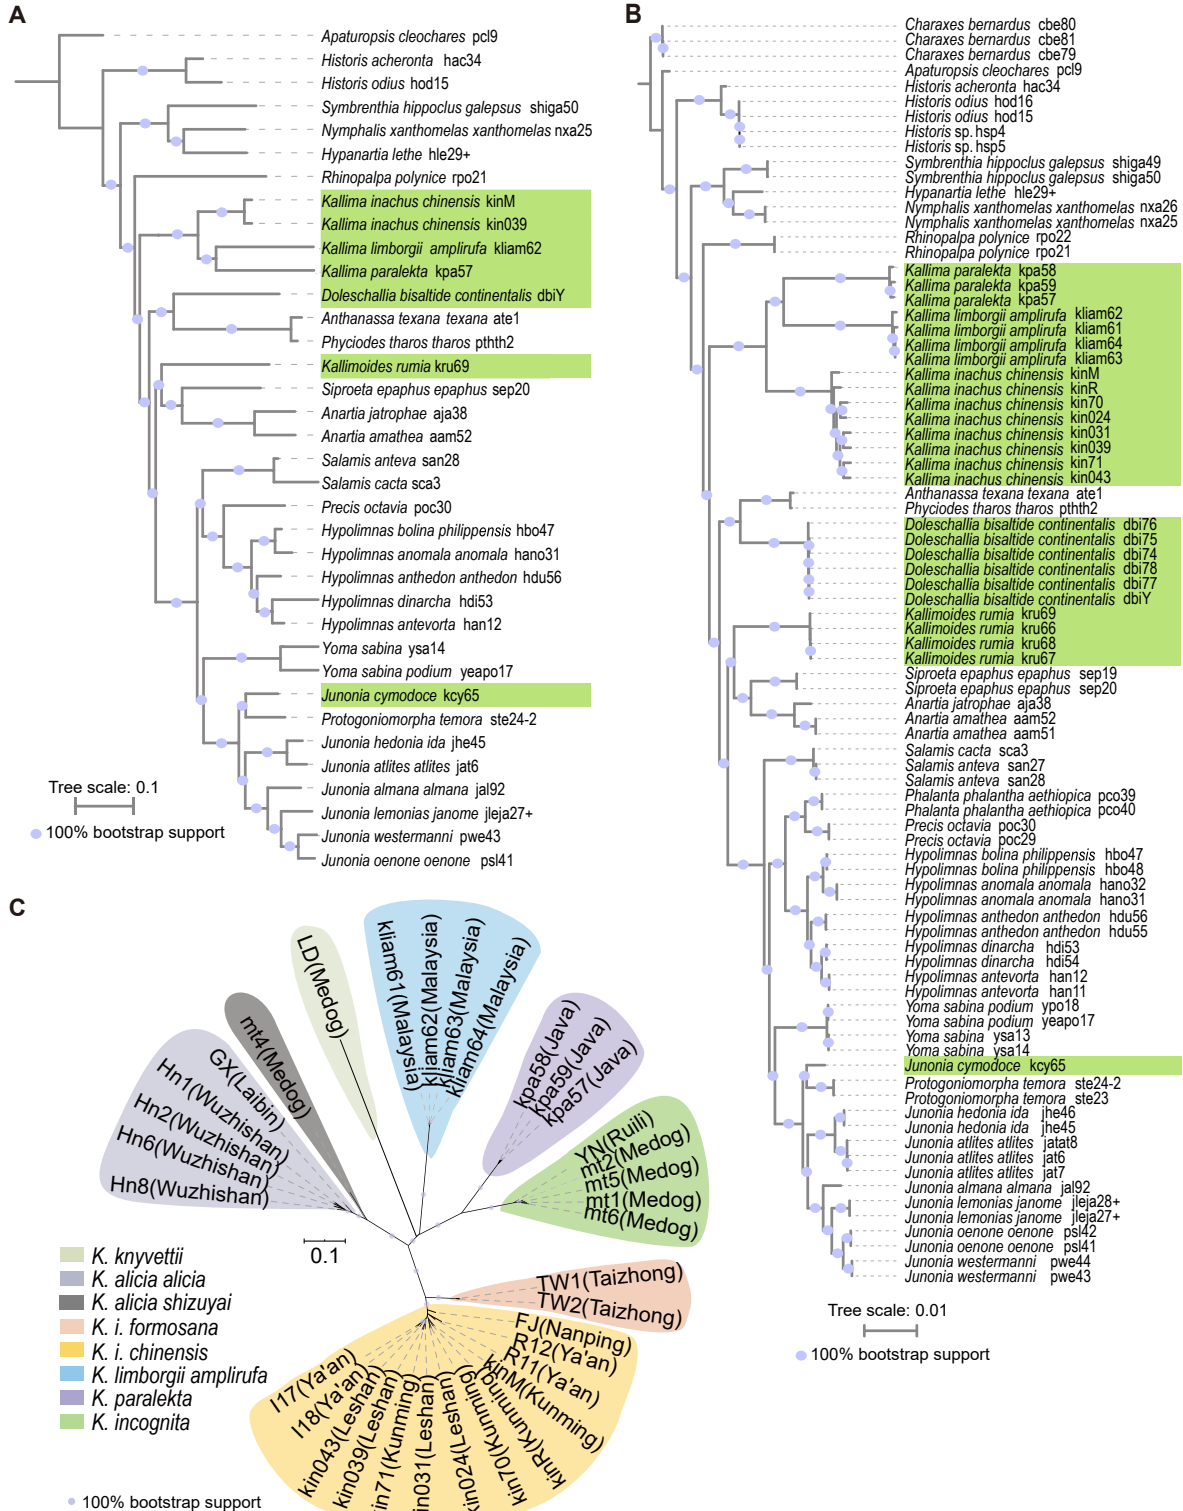 A
Apaturopsis cleochares pcl9
Historis acheronta hac34
Historis odius hod15
Symbrenthia hippoclus galepsus shiga50
Nymphalis xanthomelas xanthomelas nxa25
Hypanartia lethe hle29+
Rhinopalpa polynice rpo21
Kallima inachus chinensis kinM
Kallima inachus chinensis kin039
Kallima limborgii amplirufa kliam62
Kallima paralekta kpa57
Doleschallia bisaltide continentalis dbiY
Anthanassa texana texana ate1
Phyciodes tharos tharos pthth2
Kallimoides rumia kru69
Siproeta epaphus epaphus sep20
Anartia jatrophae aja38
Anartia amathea aam52
Salamis anteva san28
Salamis cacta sca3
Precis octavia poc30
Hypolimnas bolina philippensis hbo47
Hypolimnas anomala anomala hano31
Hypolimnas anthedon anthedon hdu56
Hypolimnas dinarcha hdi53
Hypolimnas antevorta han12
Yoma sabina ysa14
Yoma sabina podium yeapo17
Junonia cymodoce kcy65
Protogoniomorpha temora ste24-2
Junonia hedonia ida jhe45
Junonia atlites atlites jat6
Junonia almana almana jal92
Junonia lemonias janome jleja27+
Junonia westermanni pwe43
Junonia oenone oenone psl41
Tree scale: 0.1
100% bootstrap support
B
Charaxes bernardus cbe80
Charaxes bernardus cbe81
Charaxes bernardus cbe79
Apaturopsis cleochares pcl9
Historis acheronta hac34
Historis odius hod16
Historis odius hod15
Historis sp. hsp4
Historis sp. hsp5
Symbrenthia hippoclus galepsus shiga49
Symbrenthia hippoclus galepsus shiga50
Hypanartia lethe hle29+
Nymphalis xanthomelas xanthomelas nxa26
Nymphalis xanthomelas xanthomelas nxa25
Rhinopalpa polynice rpo22
Rhinopalpa polynice rpo21
Kallima paralekta kpa58
Kallima paralekta kpa59
Kallima paralekta kpa57
Kallima limborgii amplirufa kliam62
Kallima limborgii amplirufa kliam61
Kallima limborgii amplirufa kliam64
Kallima limborgii amplirufa kliam63
Kallima inachus chinensis kinM
Kallima inachus chinensis kinR
Kallima inachus chinensis kin70
Kallima inachus chinensis kin024
Kallima inachus chinensis kin031
Kallima inachus chinensis kin039
Kallima inachus chinensis kin71
Kallima inachus chinensis kin043
Anthanassa texana texana ate1
Phyciodes tharos tharos pthth2
Doleschallia bisaltide continentalis dbi76
Doleschallia bisaltide continentalis dbi75
Doleschallia bisaltide continentalis dbi74
Doleschallia bisaltide continentalis dbi78
Doleschallia bisaltide continentalis dbi77
Doleschallia bisaltide continentalis dbiY
Kallimoides rumia kru69
Kallimoides rumia kru66
Kallimoides rumia kru68
Kallimoides rumia kru67
Siproeta epaphus epaphus sep19
Siproeta epaphus epaphus sep20
Anartia jatrophae aja38
Anartia amathea aam52
Anartia amathea aam51
Salamis cacta sca3
Salamis anteva san27
Salamis anteva san28
Phalanta phalantha aethiopica pco39
Phalanta phalantha aethiopica pco40
Precis octavia poc30
Precis octavia poc29
Hypolimnas bolina philippensis hbo47
Hypolimnas bolina philippensis hbo48
Hypolimnas anomala anomala hano32
Hypolimnas anomala anomala hano31
Hypolimnas anthedon anthedon hdu56
Hypolimnas anthedon anthedon hdu55
Hypolimnas dinarcha hdi53
Hypolimnas dinarcha hdi54
Hypolimnas antevorta han12
Hypolimnas antevorta han11
Yoma sabina podium ypo18
Yoma sabina podium yeapo17
Yoma sabina ysa13
Yoma sabina ysa14
Junonia cymodoce kcy65
Protogoniomorpha temora ste24-2
Protogoniomorpha temora ste23
Junonia hedonia ida jhe46
Junonia hedonia ida jhe45
Junonia atlites atlites jatat8
Junonia atlites atlites jat6
Junonia atlites atlites jat7
Junonia almana almana jal92
Junonia lemonias janome jleja28+
Junonia lemonias janome jleja27+
Junonia oenone oenone psl42
Junonia oenone oenone psl41
Junonia westermanni pwe44
Junonia westermanni pwe43
Tree scale: 0.01
100% bootstrap support
C
Hn8(Wuzhishan)
Hn6(Wuzhishan)
Hn2(Wuzhishan)
Hn1(Wuzhishan)
GX(Laibin)
mt4(Medog)
LD(Medog)
kliam61(Malaysia)
kliam62(Malaysia)
kliam63(Malaysia)
kliam64(Malaysia)
kpa58(Java)
kpa59(Java)
kpa57(Java)
YN(Ruili)
mt2(Medog)
mt5(Medog)
mt1(Medog)
mt6(Medog)
TW1(Taizhong)
TW2(Taizhong)
FJ(Nanping)
R12(Ya'an)
R11(Ya'an)
kinM(Kunming)
kinR(Kunming)
kin70(Kunming)
kin024(Leshan)
in031(Leshan)
in71(Kunming)
kin039(Leshan)
kin043(Leshan)
I18(Ya'an)
I17(Ya'an)
0.1
K. knyvettii
K. alicia alicia
K. alicia shizuyai
K. i. formosana
K. i. chinensis
K. limborgii amplirufa
K. paralekta
K. incognita
100% bootstrap support